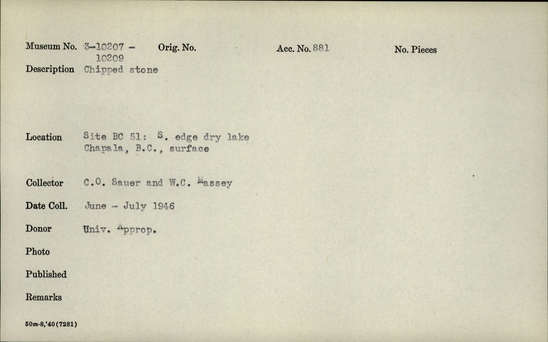 Museum No. 3-10207 - 10209 Orig. No. Acc. No. 881 No. Pieces
Description Chipped stone
Location Site BC 51: S. edge dry lake
Chapala, B.C., surface
Collector C.O. Sauer and W.C. Massey
Date Coll. June - July 1946
Donor Univ. Approp.
Photo
Published
Remarks
50m-8,'40(7281)